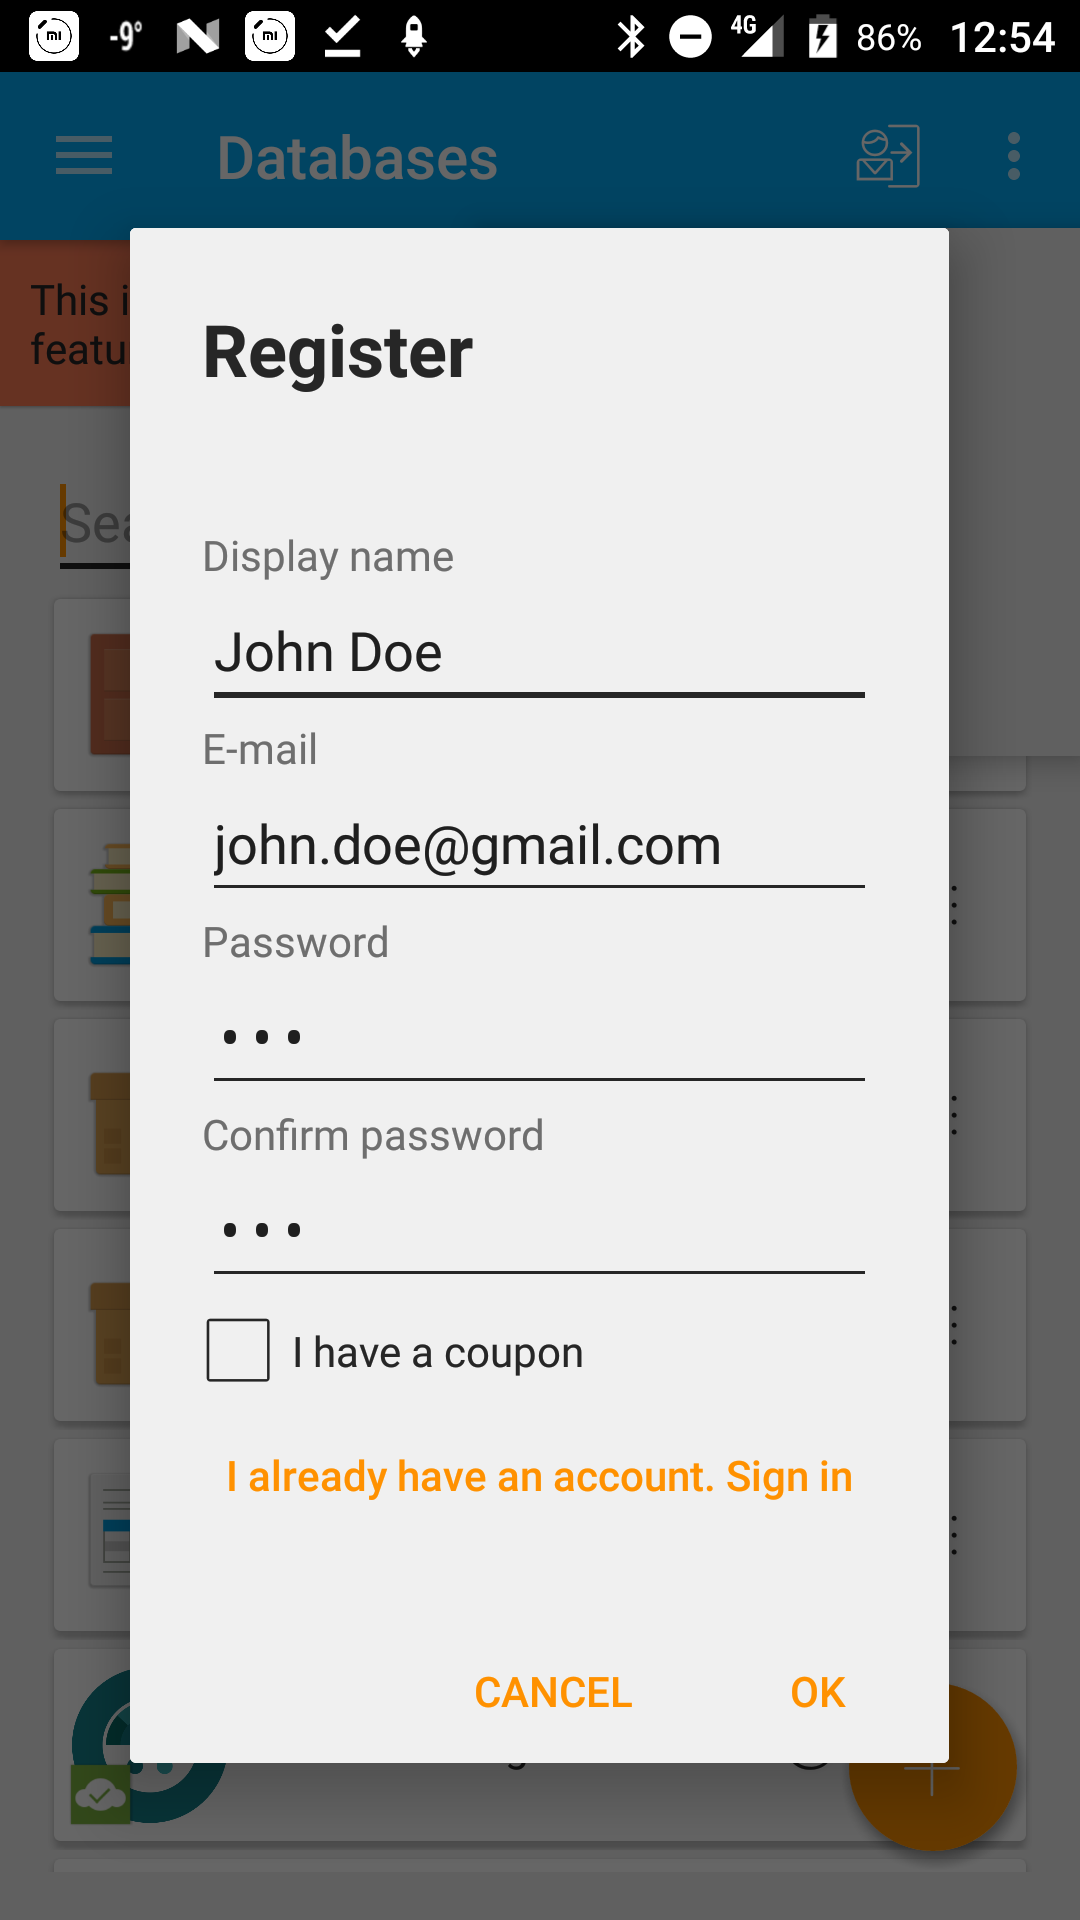 -9° 4G 86% 12:54
Databases
This i
featu
Register
Sea
Display name
John Doe
E-mail
john.doe@gmail.com
Password
•••
Confirm password
•••
I have a coupon
I already have an account. Sign in
CANCEL OK